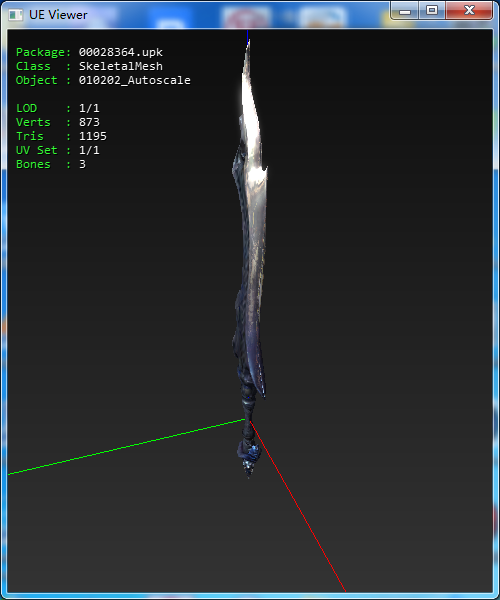 UE Viewer
Package: 00028364.upk
Class : SkeletalMesh
Object : 010202_Autoscale
LOD : 1/1
Verts : 873
Tris : 1195
UV Set : 1/1
Bones : 3